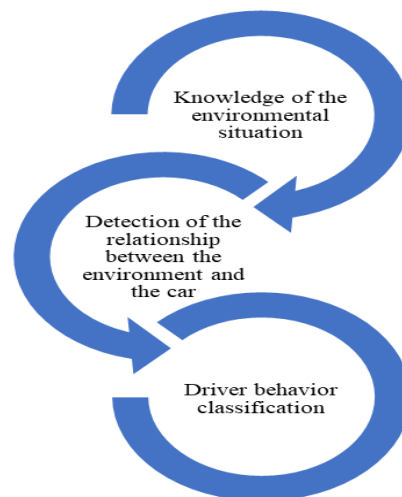 Knowledge of the
environmental
situation
Detection of the
relationship
between the
environment and
the car
Driver behavior
classification